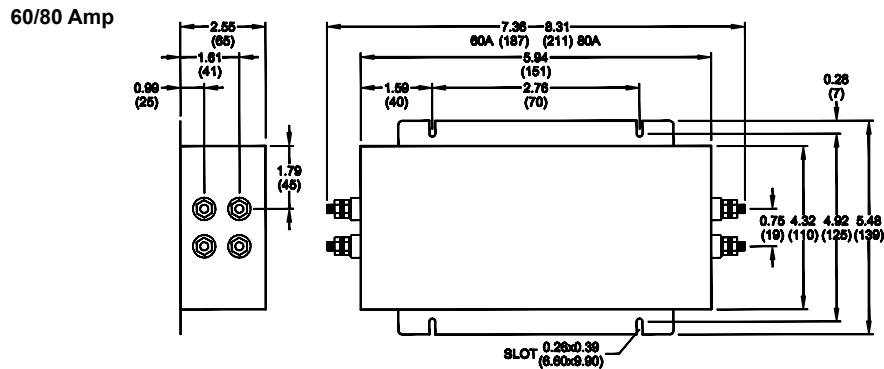 60/80 Amp
2.55
(65)
1.61
(41)
0.99
(25)
1.79
(45)
7.36 8.31
60A (187) (211) 80A
5.94
(151)
1.59
(40)
2.76
(70)
0.28
(7)
0.75 4.32 4.92 5.48
(19) (110) (125) (139)
SLOT 0.26x0.39
(6.60x9.90)